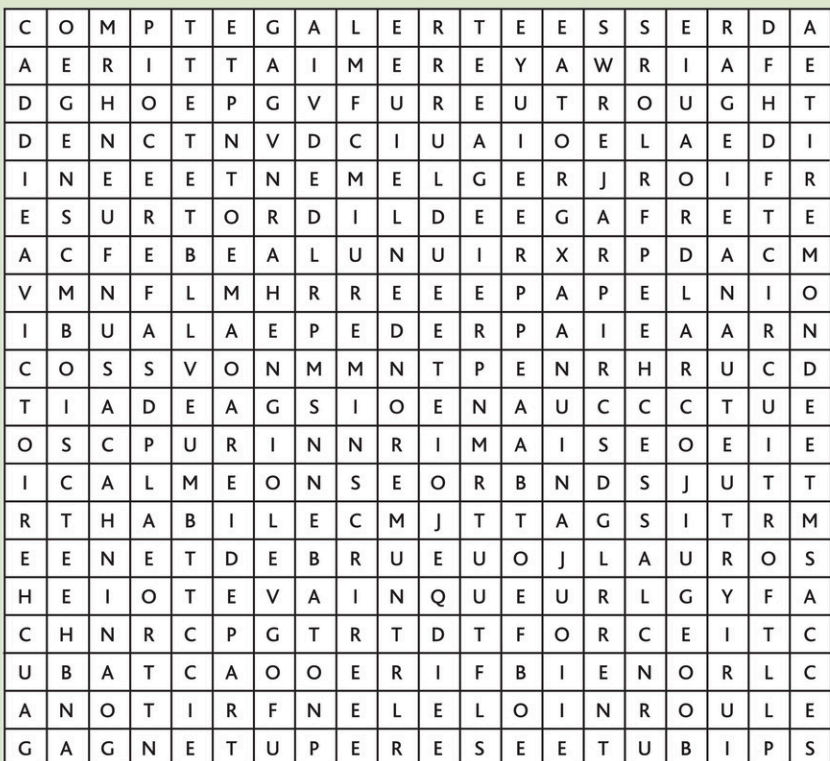 C O M P T E G A L E R T E E S S E R D A
A E R I T T A I M E R E Y A W R I A F E
D G H O E P G V F U R E U T R O U G H T
D E N C T N V D C I U A I O E L A E D I
I N E E E T N E M E L G E R J R O I F R
E S U R T O R D I L D E E G A F R E T E
A C F E B E A L U N U I R X R P D A C M
V M N F L M H R R E E E P A P E L N I O
I B U A L A E P E D E R P A I E A A R N
C O S S V O N M M N T P E N R H R U C D
T I A D E A G S I O E N A U C C C T U E
O S C P U R I N N R I M A I S E O E I E
I C A L M E O N S E O R B N D S J U T T
R T H A B I L E C M J T T A G S I T R M
E E N E T D E B R U E U O J L A U R O S
H E I O T E V A I N Q U E U R L G Y F A
C H N R C P G T R T D T F O R C E I T C
U B A T C A O O E R I F B I E N O R L C
A N O T I R F N E L E L O I N R O U L E
G A G N E T U P E R E S E E T U B I P S